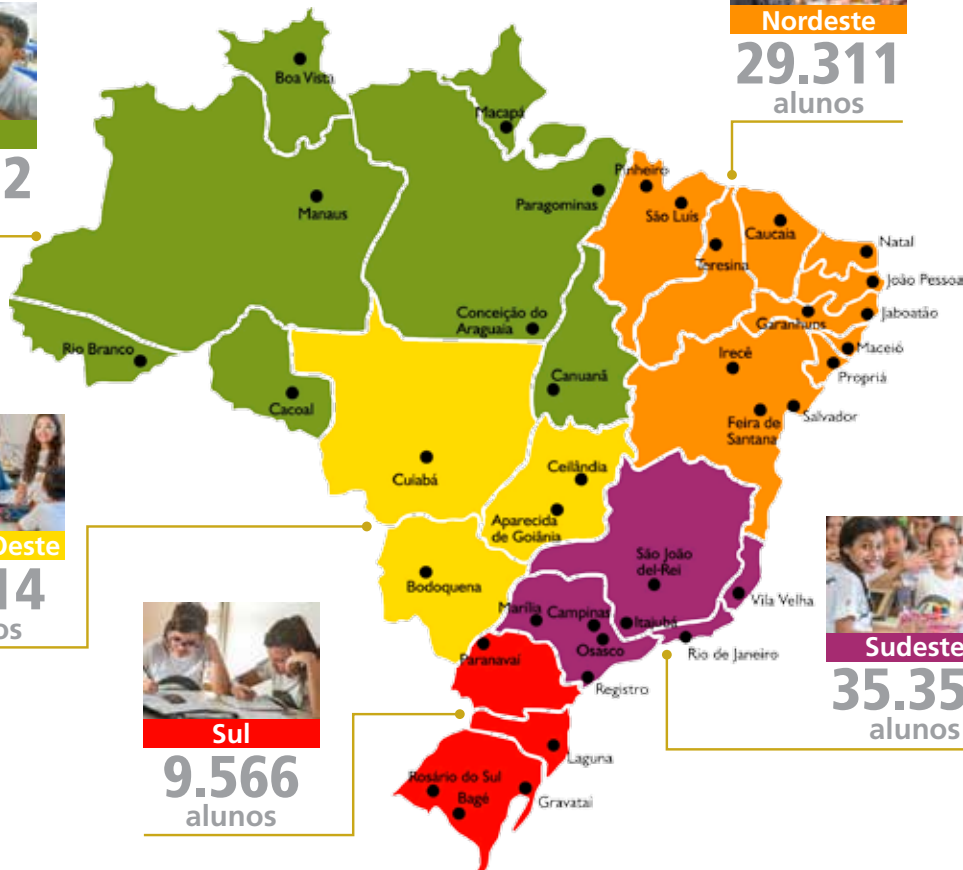 Nordeste
29.311
alunos
Boa Vista
Macapá
Manaus
Paragominas
Pinheiro
São Luís
Teresina
Caucaia
Natal
João Pessoa
Jaboatão
Garanhuns
Maceió
Propriá
Irecê
Salvador
Feira de
Santana
Conceição do
Araguaia
Canuanã
Rio Branco
Cacoal
2
Cuiabá
Ceilândia
Aparecida
de Goiânia
Bodoquena
Oeste
14
os
São João
del-Rei
Vila Velha
Marília
Campinas
Itajubá
Osasco
Rio de Janeiro
Registro
Sudeste
35.35
alunos
Paranavaí
Sul
9.566
alunos
Laguna
Rosário do Sul
Bagé
Gravataí